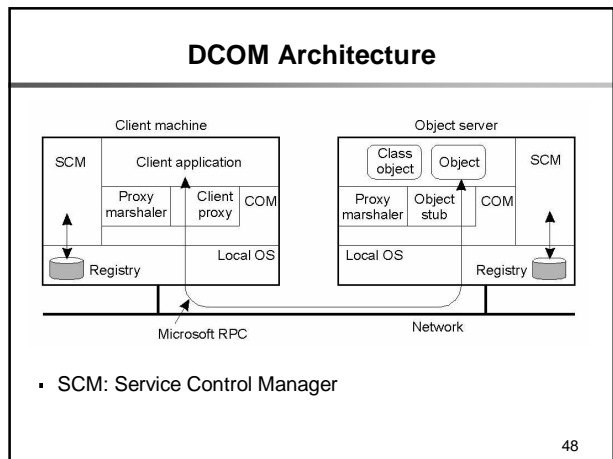 DCOM Architecture
Client machine
Object server
SCM
Client application
Class
object
Object
SCM
Proxy
marshaler
Client
proxy
COM
Proxy
marshaler
Object
stub
COM
Local OS
Local OS
Registry
Registry
Microsoft RPC
Network
▪ SCM: Service Control Manager
48